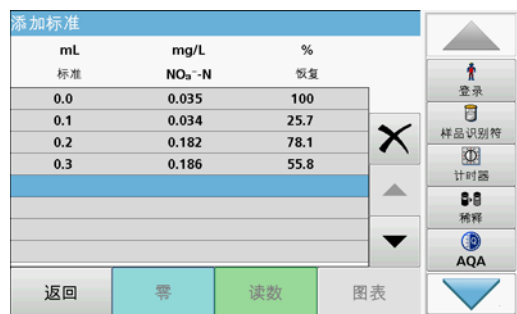 添加标准
mL mg/L %
标准 NO₃⁻-N 恢复
0.0 0.035 100
0.1 0.034 25.7
0.2 0.182 78.1
0.3 0.186 55.8
返回 零 读数 图表
登录
样品识别符
计时器
稀释
AQA